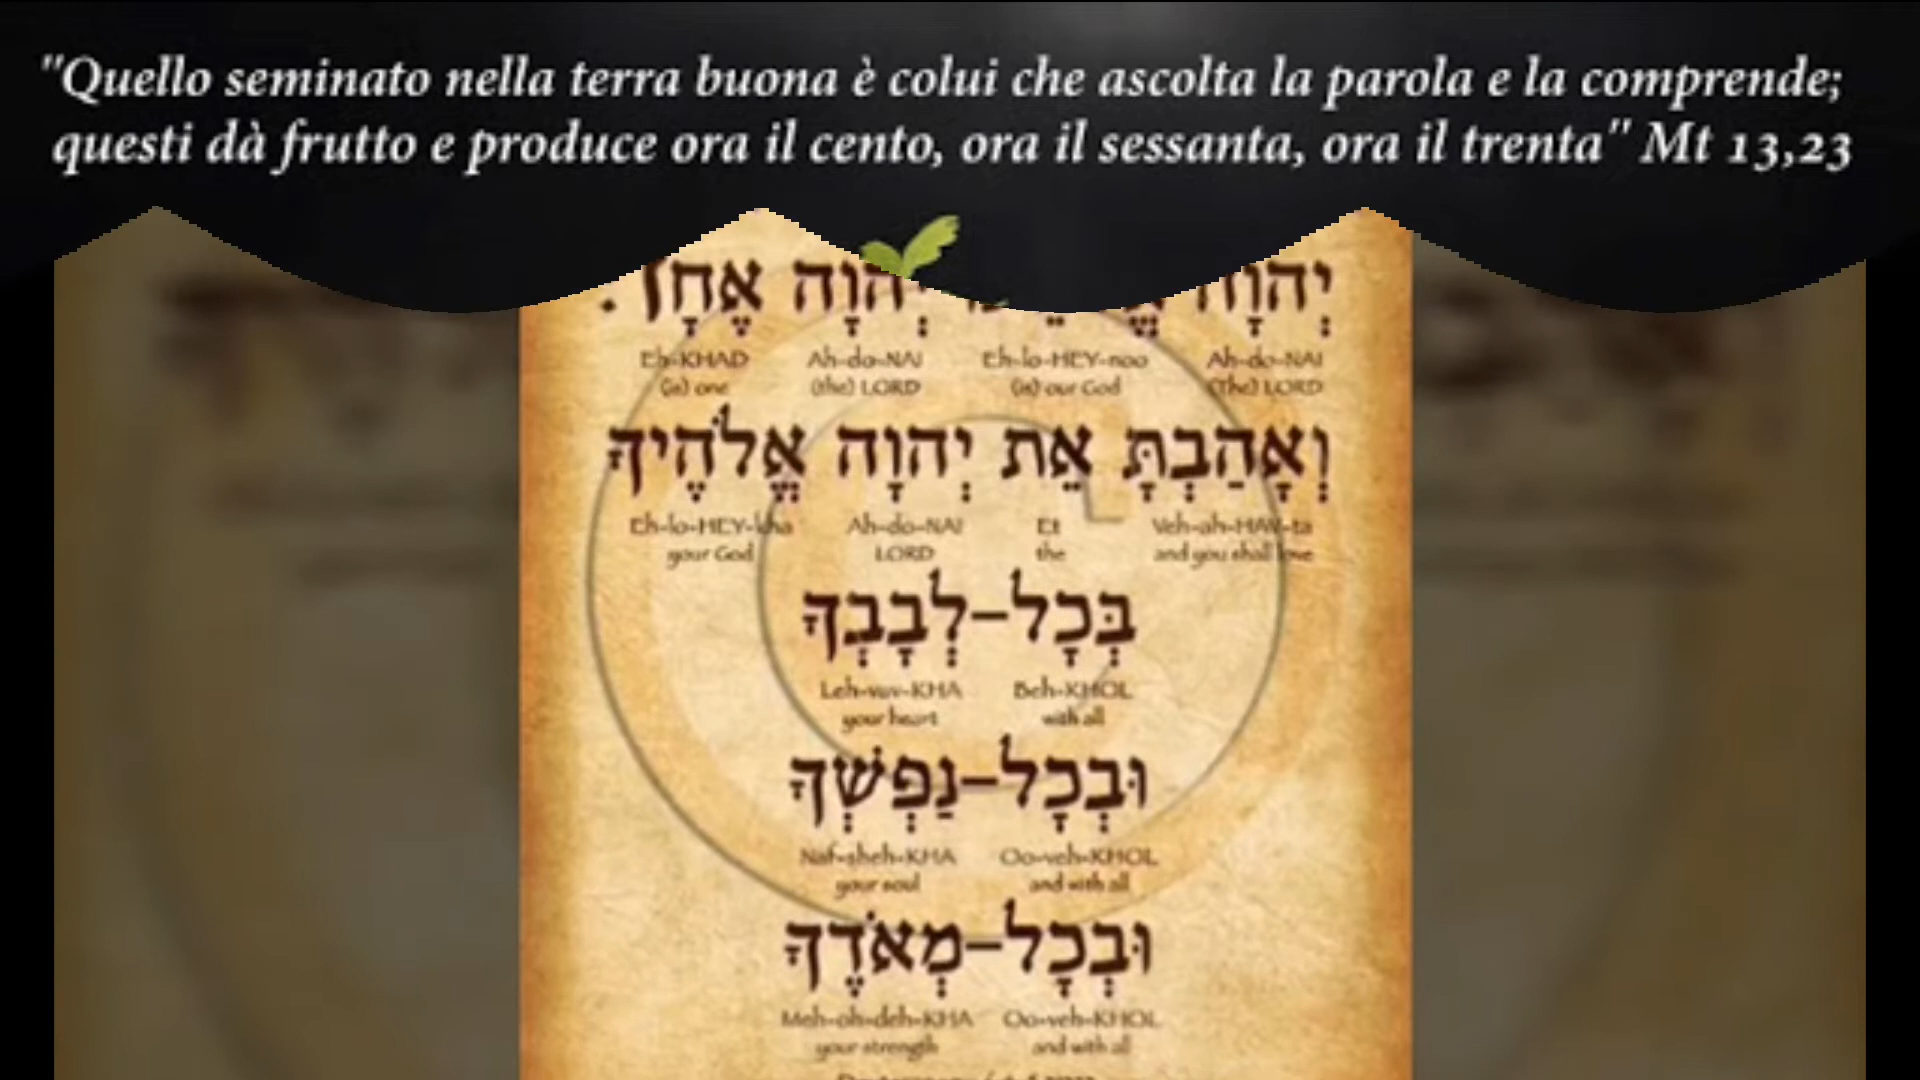 "Quello seminato nella terra buona è colui che ascolta la parola e la comprende;
questi dà frutto e produce ora il cento, ora il sessanta, ora il trenta" Mt 13,23
יְהוָה יְהוָה אֶחָד.
Eh-KHAD Ah-do-NAI Eh-lo-HEY-noo Ah-do-NAI
(is) one (the) LORD (is) our God (The) LORD
וְאָהַבְתָּ אֵת יְהוָה אֱלֹהֶיךָ
Eh-lo-HEY-kha Ah-do-NAI Et Veh-ah-HAV-ta
your God LORD the and you shall love
בְּכָל–לְבָבְךָ
Leh-vav-KHA Beh-KHOL
your heart with all
וּבְכָל–נַפְשְׁךָ
Naf-sheh-KHA Oo-veh-KHOL
your soul and with all
וּבְכָל–מְאֹדֶךָ
Meh-oh-deh-KHA Oo-veh-KHOL
your strength and with all